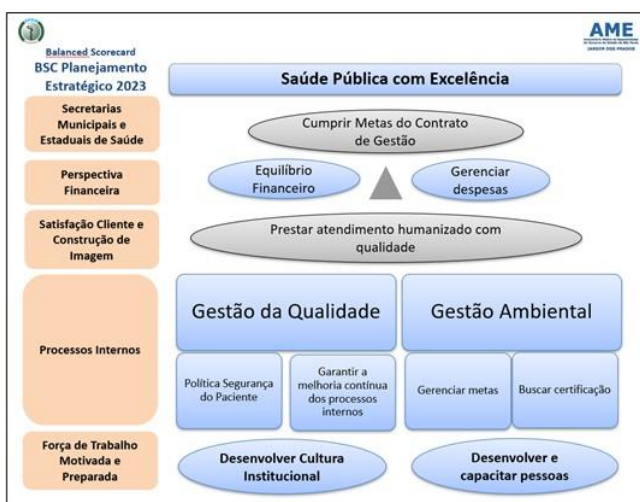 Balanced Scorecard
BSC Planejamento
Estratégico 2023
AME
JARDIM DOS PRADOS
Saúde Pública com Excelência
Secretarias
Municipais e
Estaduais de Saúde
Cumprir Metas do Contrato
de Gestão
Perspectiva
Financeira
Equilíbrio
Financeiro
Gerenciar
despesas
Satisfação Cliente e
Construção de
Imagem
Prestar atendimento humanizado com
qualidade
Processos Internos
Gestão da Qualidade
Gestão Ambiental
Política Segurança
do Paciente
Garantir a
melhoria contínua
dos processos
internos
Gerenciar metas
Buscar certificação
Força de Trabalho
Motivada e
Preparada
Desenvolver Cultura
Institucional
Desenvolver e
capacitar pessoas